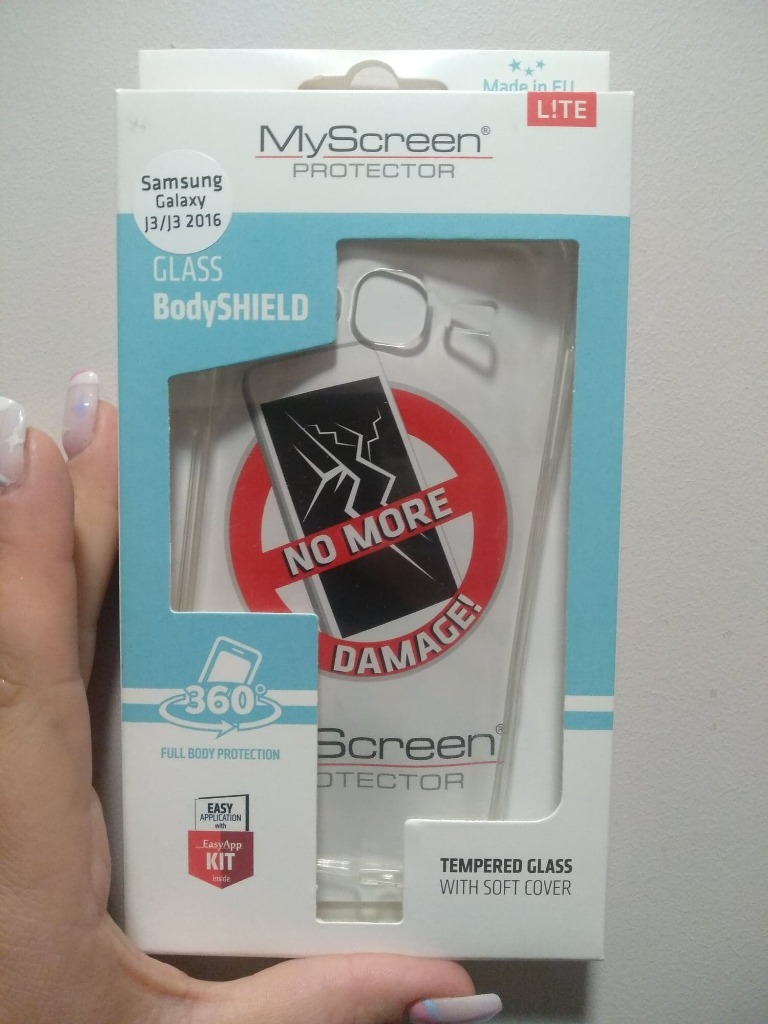 Made in EU
L!TE
MyScreen®
PROTECTOR
Samsung
Galaxy
J3/J3 2016
GLASS
BodySHIELD
NO MORE
DAMAGE!
360°
FULL BODY PROTECTION
Screen®
OTECTOR
EASY
APPLICATION
with
EasyApp
KIT
inside
TEMPERED GLASS
WITH SOFT COVER